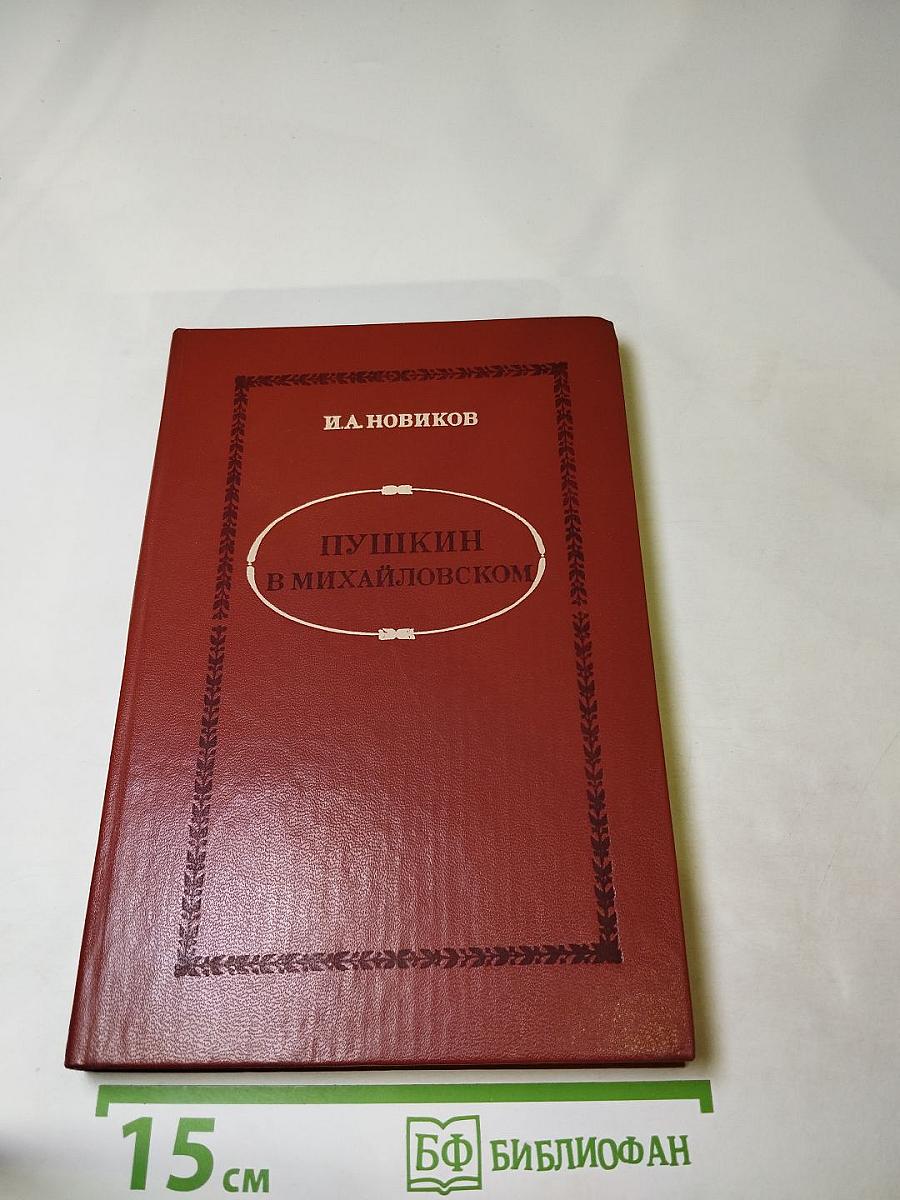 И.А.НОВИКОВ
ПУШКИН
В МИХАЙЛОВСКОМ
15 см
БФ БИБЛИОФАН